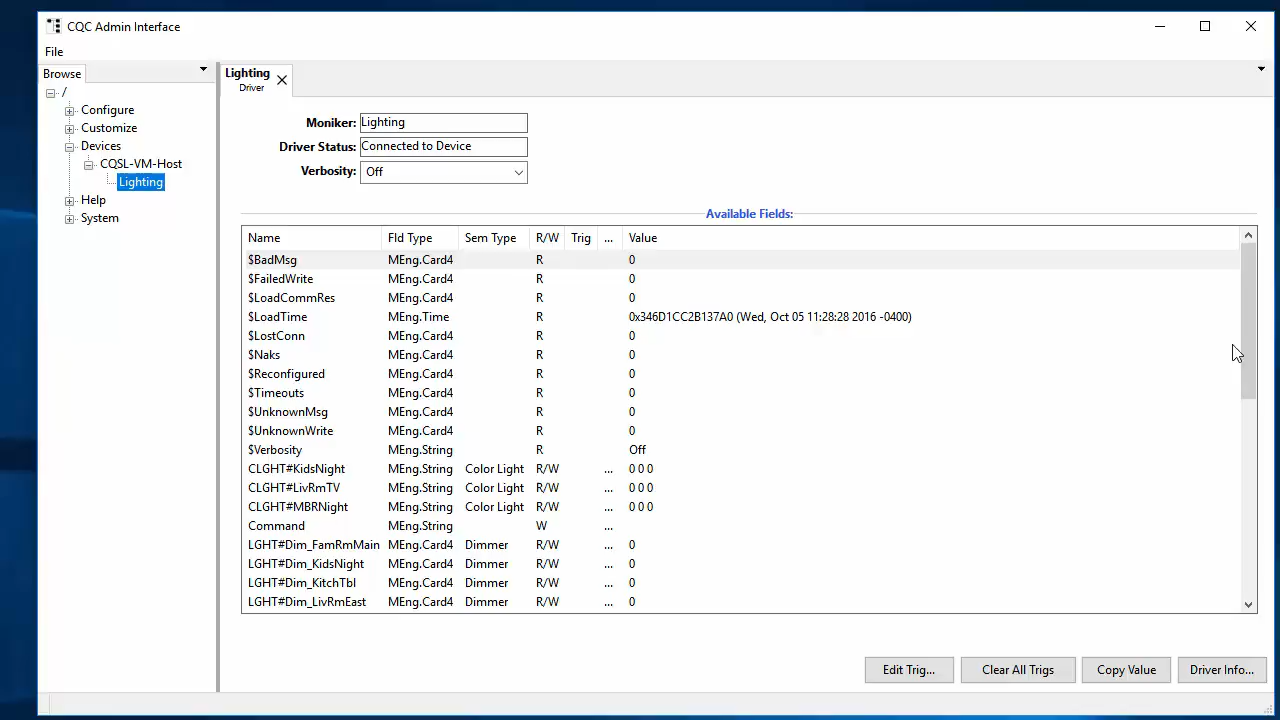 CQC Admin Interface
File
Browse
/
Configure
Customize
Devices
CQSL-VM-Host
Lighting
Help
System
Lighting
Driver
Moniker: Lighting
Driver Status: Connected to Device
Verbosity: Off
Available Fields:
Name Fld Type Sem Type R/W Trig ... Value
$BadMsg MEng.Card4 R 0
$FailedWrite MEng.Card4 R 0
$LoadCommRes MEng.Card4 R 0
$LoadTime MEng.Time R 0x346D1CC2B137A0 (Wed, Oct 05 11:28:28 2016 -0400)
$LostConn MEng.Card4 R 0
$Naks MEng.Card4 R 0
$Reconfigured MEng.Card4 R 0
$Timeouts MEng.Card4 R 0
$UnknownMsg MEng.Card4 R 0
$UnknownWrite MEng.Card4 R 0
$Verbosity MEng.String R Off
CLGHT#KidsNight MEng.String Color Light R/W ... 0 0 0
CLGHT#LivRmTV MEng.String Color Light R/W ... 0 0 0
CLGHT#MBRNight MEng.String Color Light R/W ... 0 0 0
Command MEng.String W ...
LGHT#Dim_FamRmMain MEng.Card4 Dimmer R/W ... 0
LGHT#Dim_KidsNight MEng.Card4 Dimmer R/W ... 0
LGHT#Dim_KitchTbl MEng.Card4 Dimmer R/W ... 0
LGHT#Dim_LivRmEast MEng.Card4 Dimmer R/W ... 0
Edit Trig... Clear All Trigs Copy Value Driver Info...